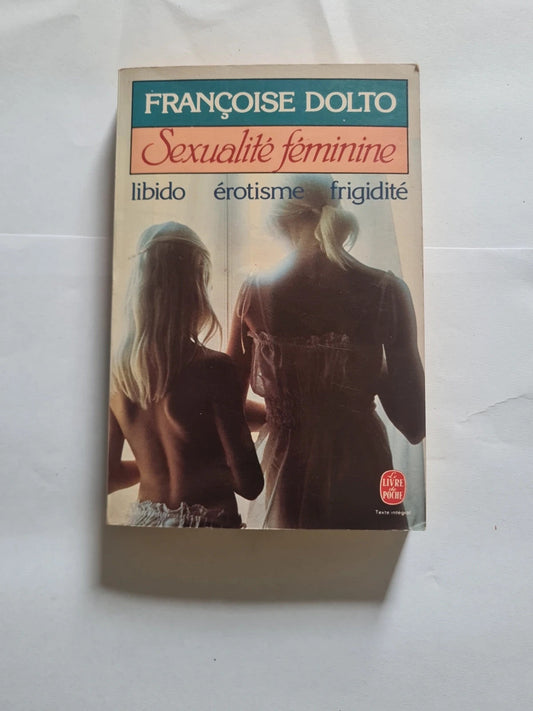 FRANÇOISE DOLTO
Sexualité féminine
libido érotisme frigidité
Le
LIVRE
de
POCHE
Texte intégral